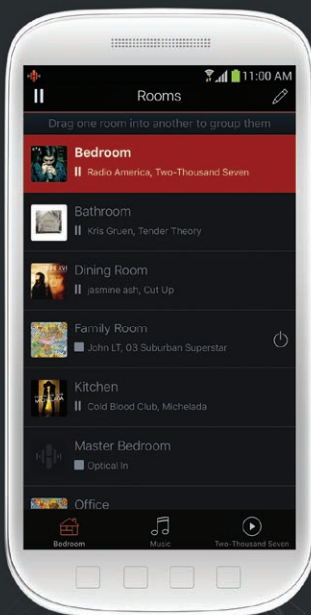 11:00 AM
Rooms
Drag one room into another to group them
Bedroom
Radio America, Two-Thousand Seven
Bathroom
Kris Gruen, Tender Theory
Dining Room
jasmine ash, Cut Up
Family Room
John LT, 03 Suburban Superstar
Kitchen
Cold Blood Club, Michelada
Master Bedroom
Optical In
Office
Bedroom
Music
Two-Thousand Seven